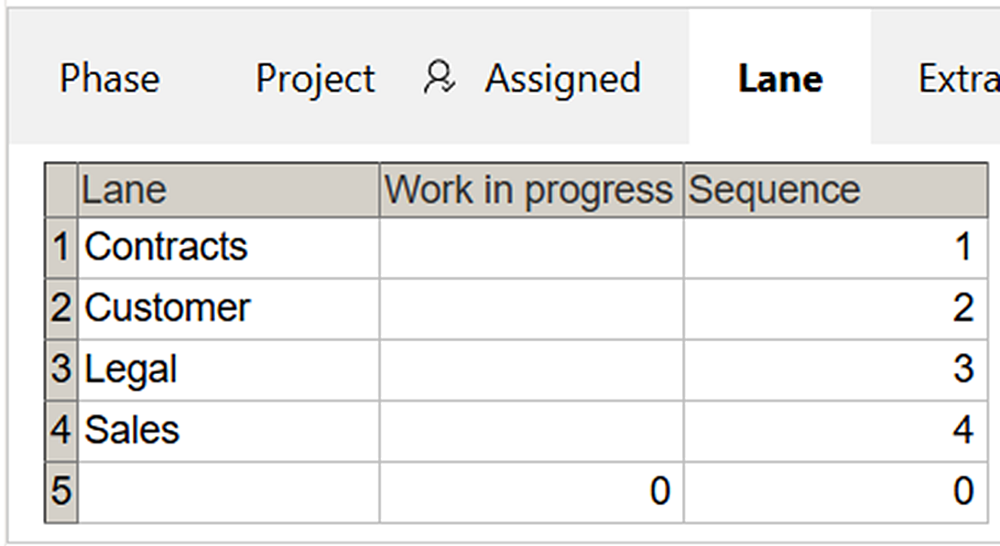 Phase Project Assigned Lane Extra
Lane Work in progress Sequence
1 Contracts 1
2 Customer 2
3 Legal 3
4 Sales 4
5 0 0